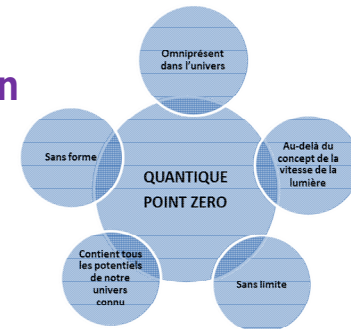 n
Omniprésent
dans l'univers
Au-delà du
concept de la
vitesse de la
lumière
Sans limite
Contient tous
les potentiels
de notre
univers
connu
Sans forme
QUANTIQUE
POINT ZERO